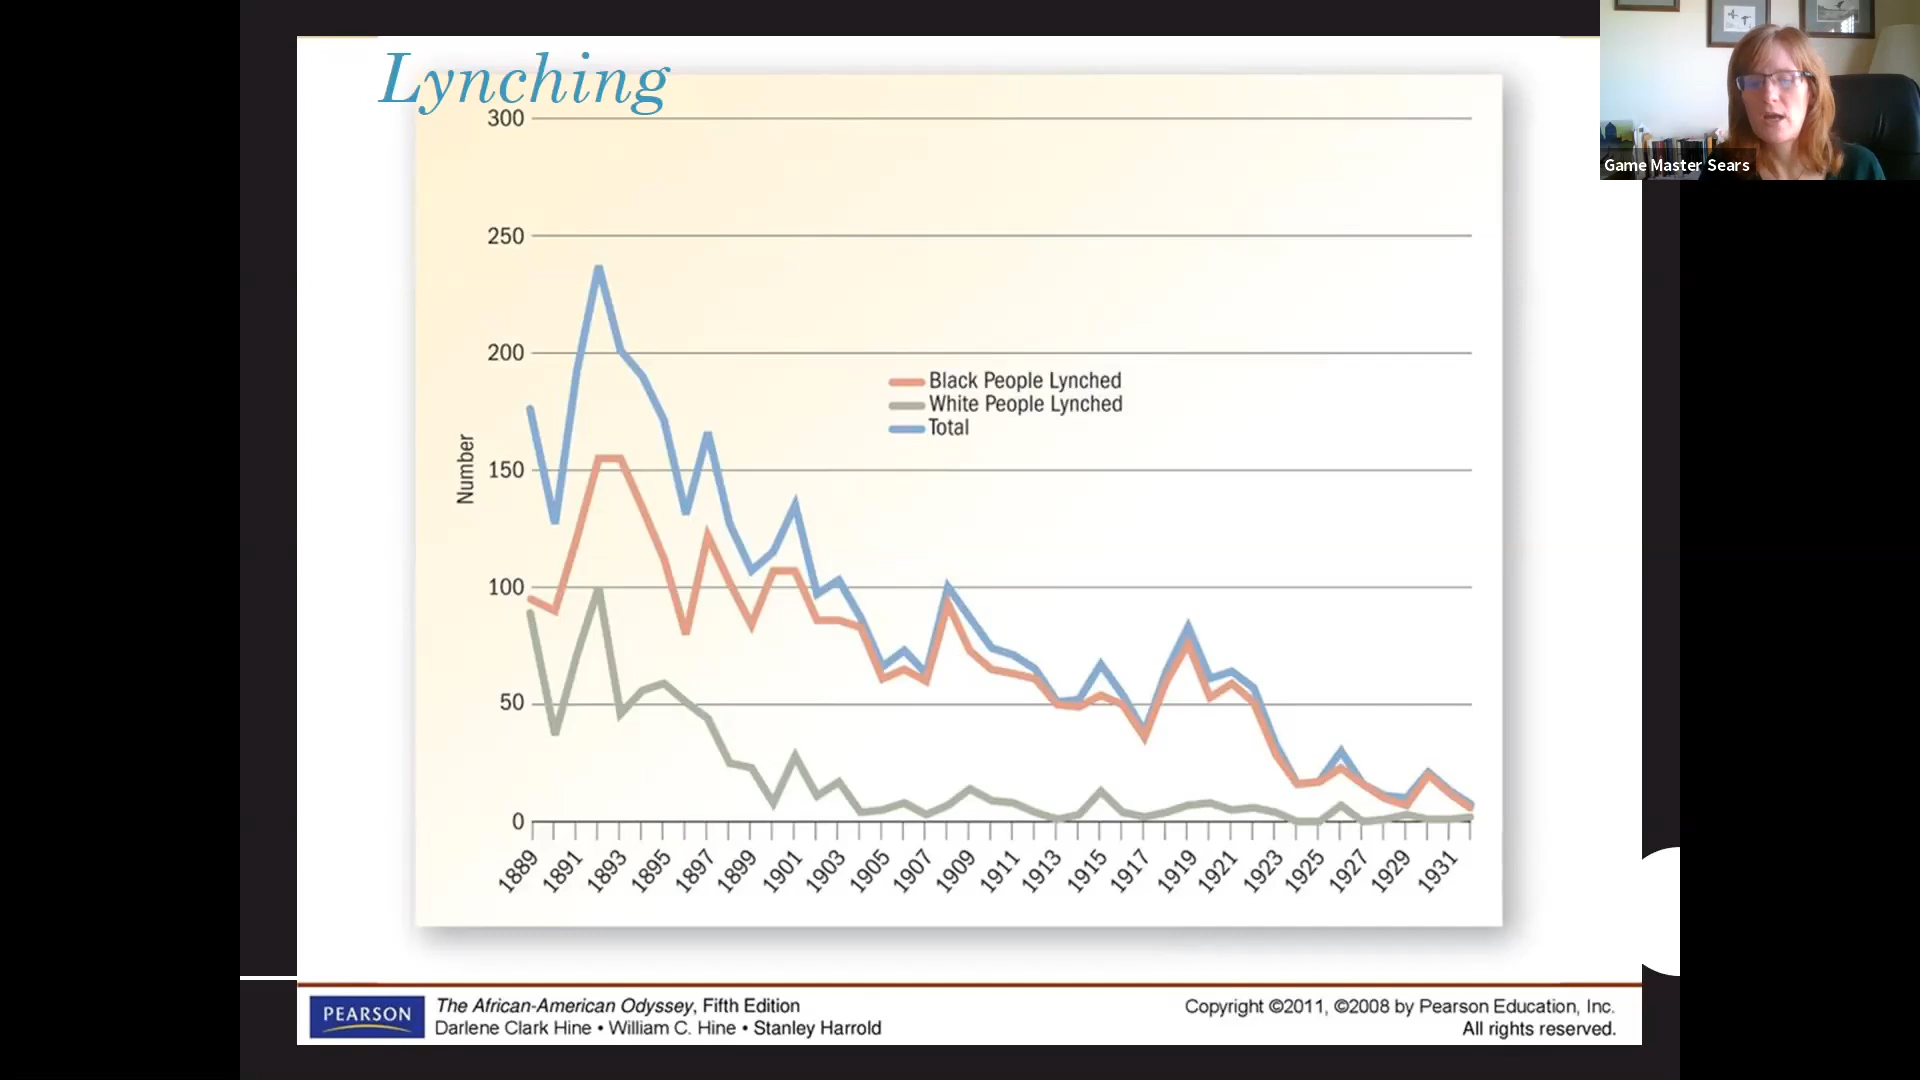 Lynching
300
250
200
150
100
50
0
Number
Black People Lynched
White People Lynched
Total
1889
1891
1893
1895
1897
1899
1901
1903
1905
1907
1909
1911
1913
1915
1917
1919
1921
1923
1925
1927
1929
1931
Game Master Sears
PEARSON
The African-American Odyssey, Fifth Edition
Darlene Clark Hine • William C. Hine • Stanley Harrold
Copyright ©2011, ©2008 by Pearson Education, Inc.
All rights reserved.